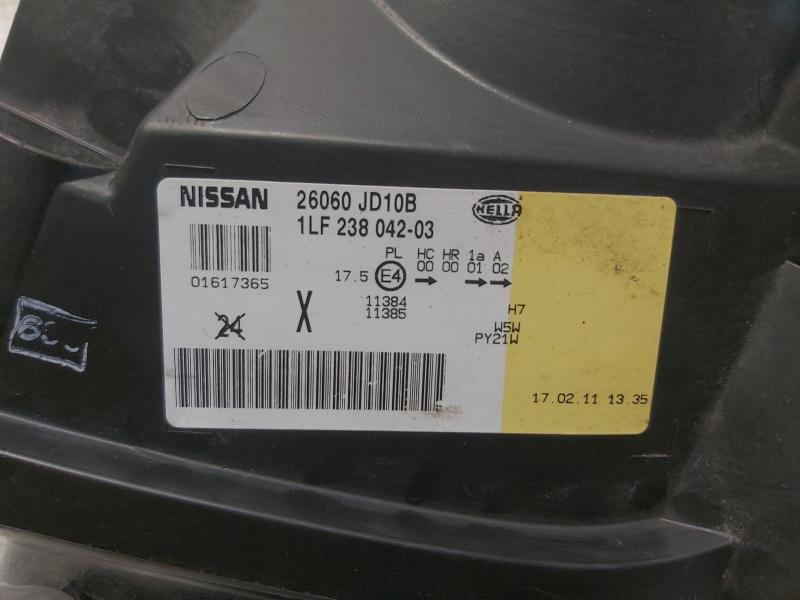 NISSAN 26060 JD10B HELLA
1LF 238 042-03
PL HC HR 1a A
17.5 E4 00 00 01 02
01617365
11384
11385
24 X
H7
W5W
PY21W
17.02.11 13.35